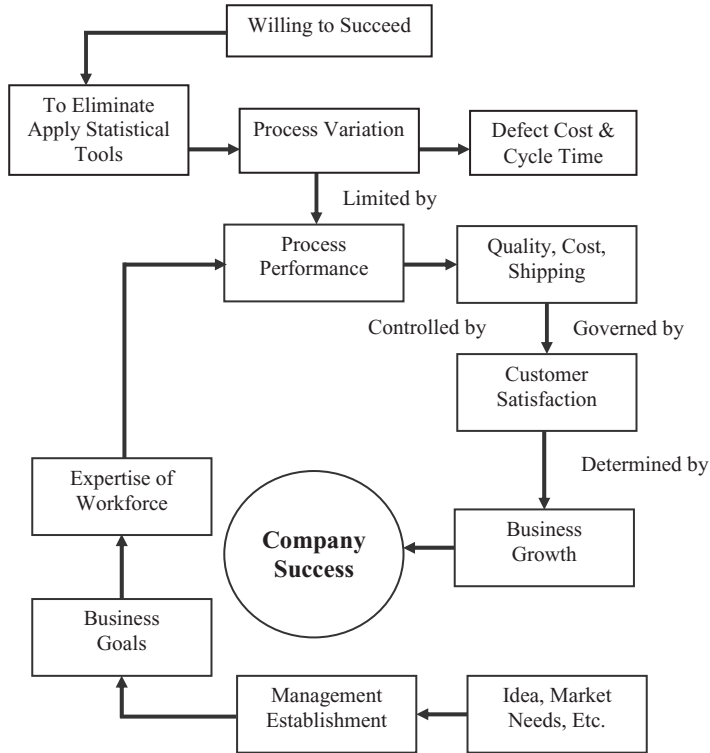 Willing to Succeed
To Eliminate
Apply Statistical
Tools
Process Variation
Defect Cost &
Cycle Time
Limited by
Process
Performance
Quality, Cost,
Shipping
Controlled by
Governed by
Customer
Satisfaction
Determined by
Expertise of
Workforce
Company
Success
Business
Growth
Business
Goals
Management
Establishment
Idea, Market
Needs, Etc.